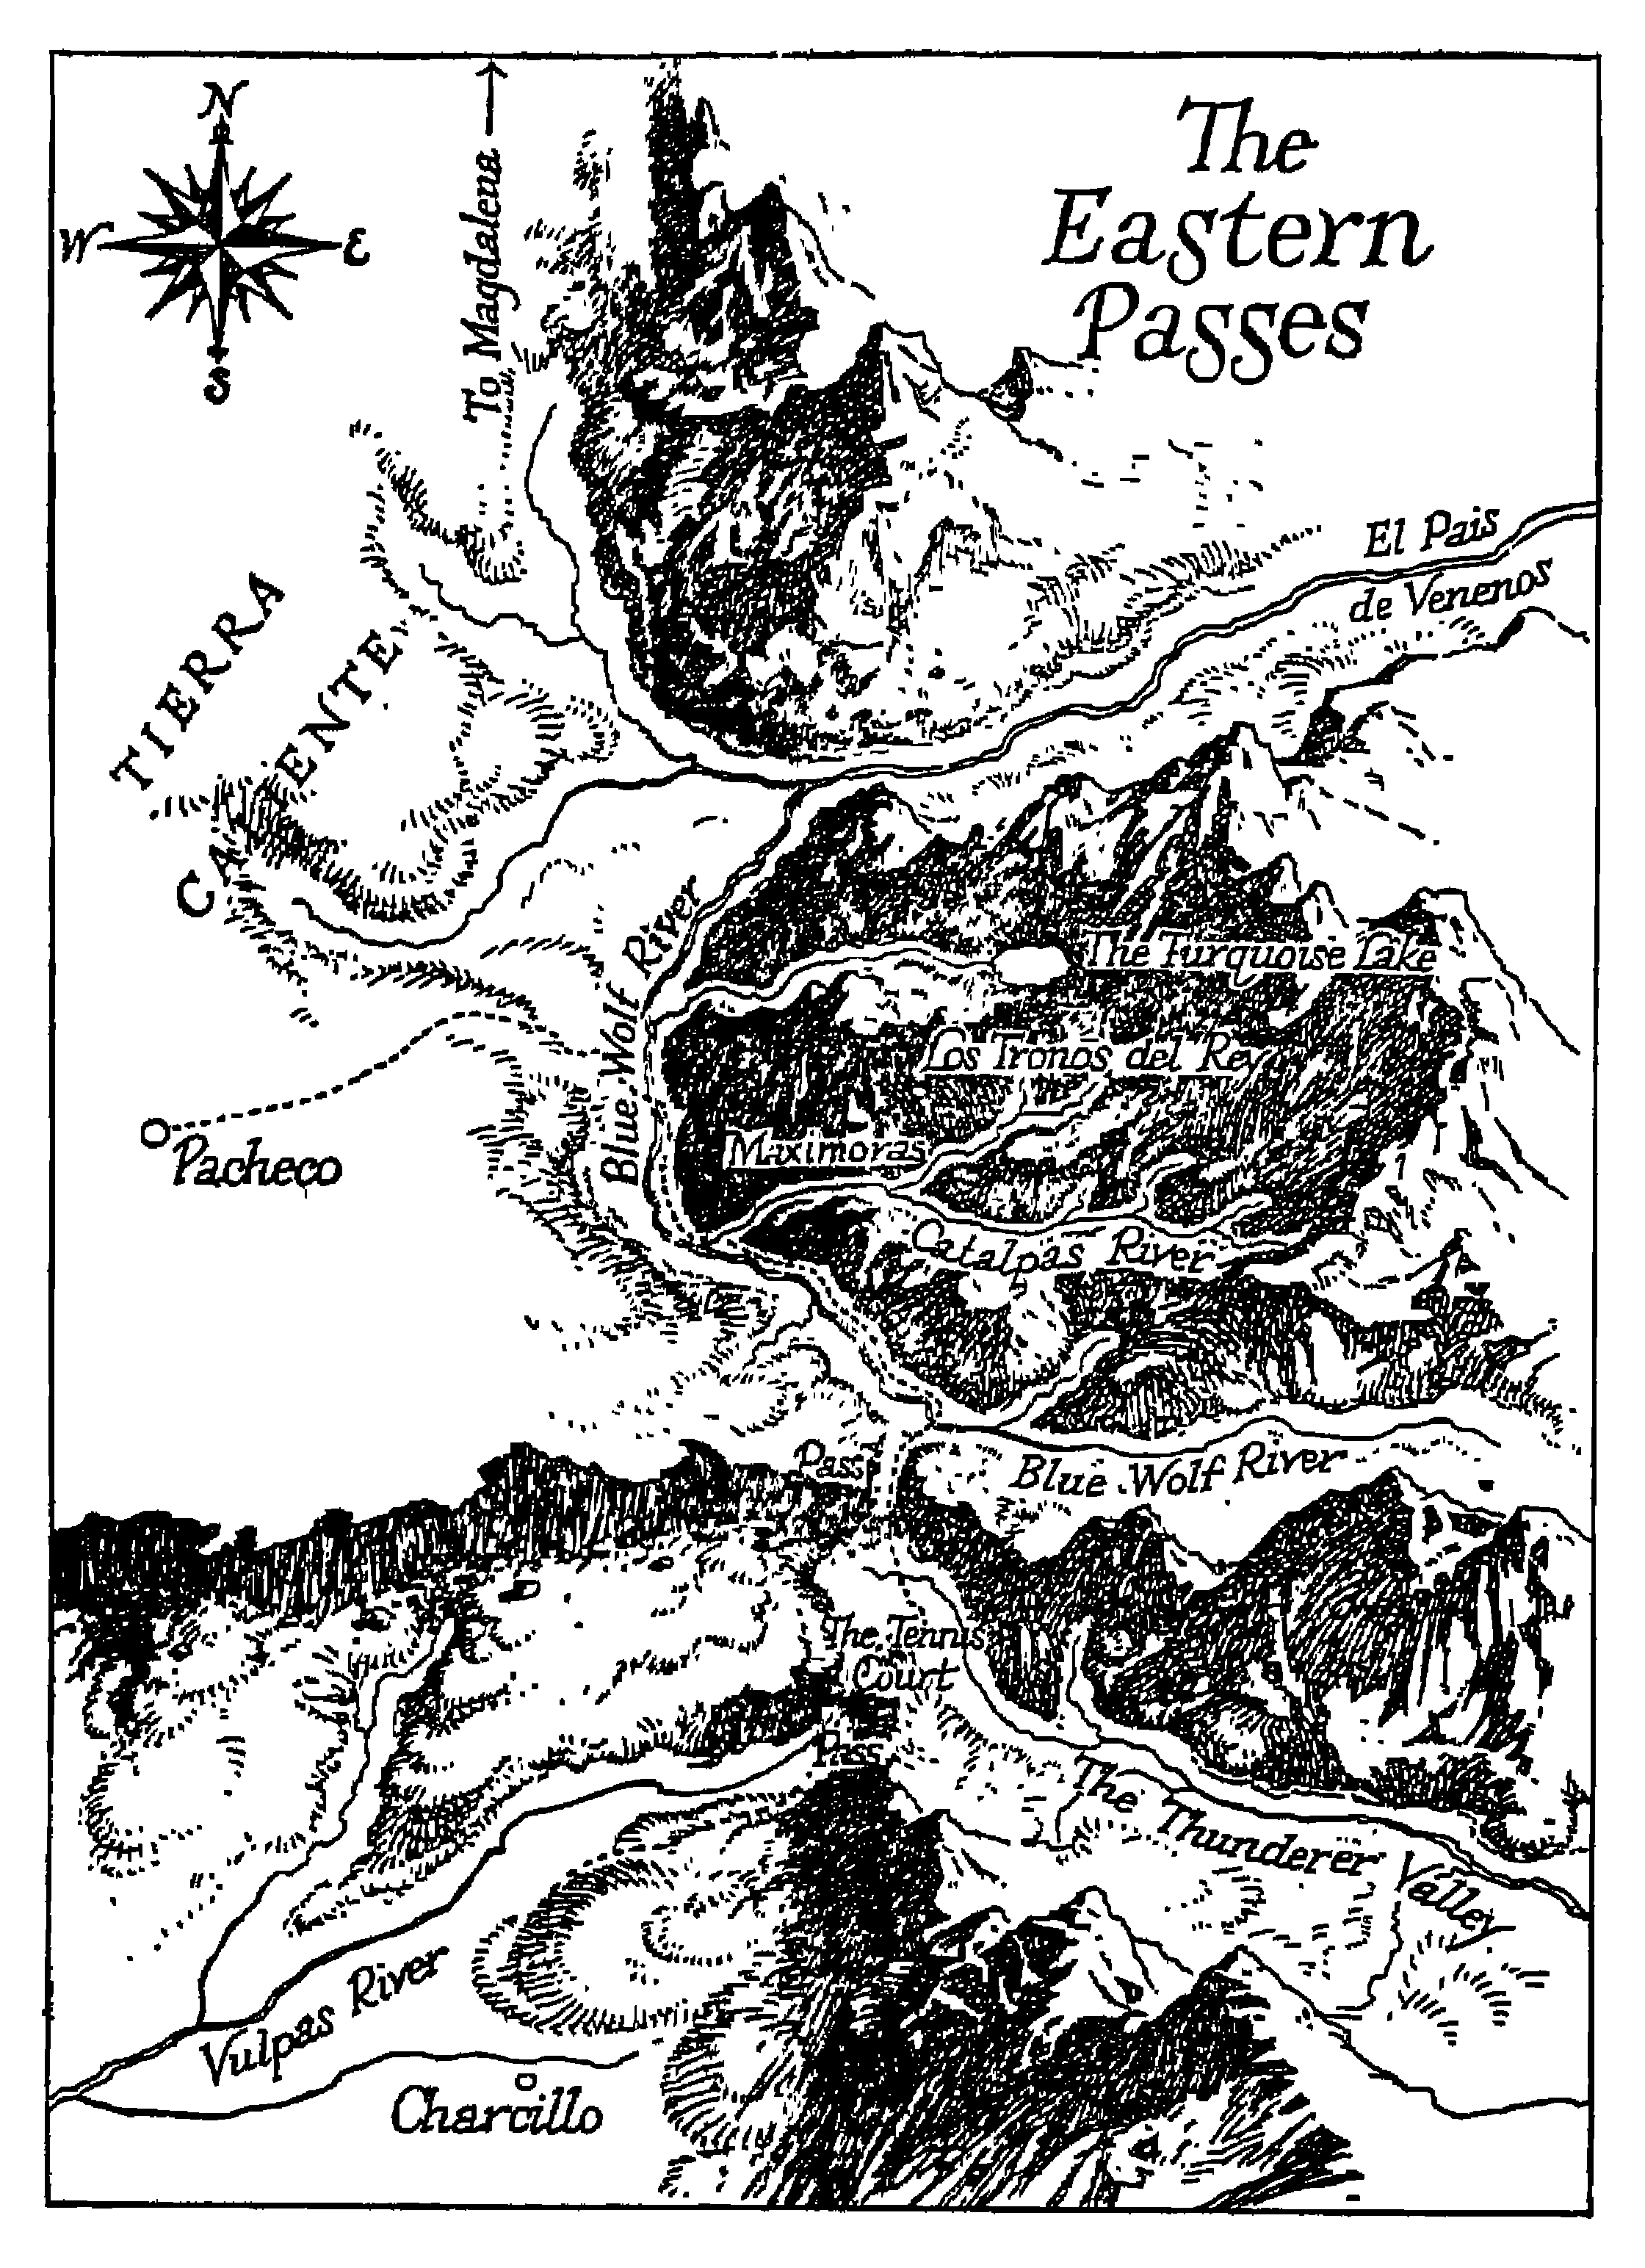 The
Eastern
Passes
N
W
E
S
To Magdalena
El Pais
de Venenos
TIERRA
CALIENTE
Blue Wolf River
The Turquoise Lake
Los Tronos del Rey
Maximoras
Pacheco
Catalpas River
Pass
Blue Wolf River
The Tennis
Court
Pass
The Thunderer Valley
Vulpas River
Charcillo